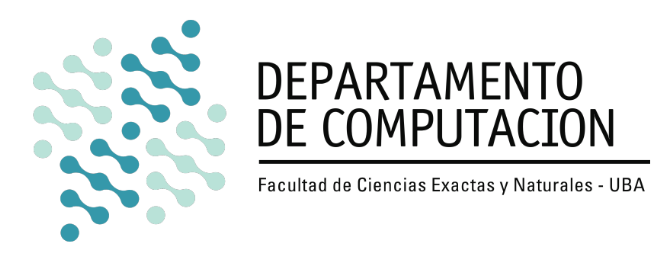 DEPARTAMENTO
DE COMPUTACION
Facultad de Ciencias Exactas y Naturales - UBA